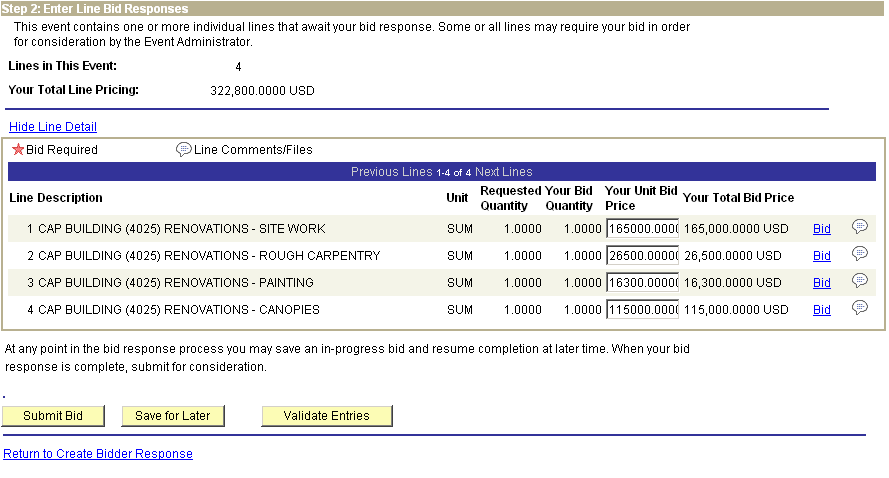 Step 2: Enter Line Bid Responses
This event contains one or more individual lines that await your bid response. Some or all lines may require your bid in order
for consideration by the Event Administrator.
Lines in This Event: 4
Your Total Line Pricing: 322,800.0000 USD
Hide Line Detail
Bid Required Line Comments/Files
Previous Lines 1-4 of 4 Next Lines
Line Description Unit Requested Quantity Your Bid Quantity Your Unit Bid Price Your Total Bid Price
1 CAP BUILDING (4025) RENOVATIONS - SITE WORK SUM 1.0000 1.0000 165000.0000 165,000.0000 USD Bid
2 CAP BUILDING (4025) RENOVATIONS - ROUGH CARPENTRY SUM 1.0000 1.0000 26500.00000 26,500.0000 USD Bid
3 CAP BUILDING (4025) RENOVATIONS - PAINTING SUM 1.0000 1.0000 16300.00000 16,300.0000 USD Bid
4 CAP BUILDING (4025) RENOVATIONS - CANOPIES SUM 1.0000 1.0000 115000.0000 115,000.0000 USD Bid
At any point in the bid response process you may save an in-progress bid and resume completion at later time. When your bid
response is complete, submit for consideration.
.
Submit Bid Save for Later Validate Entries
Return to Create Bidder Response